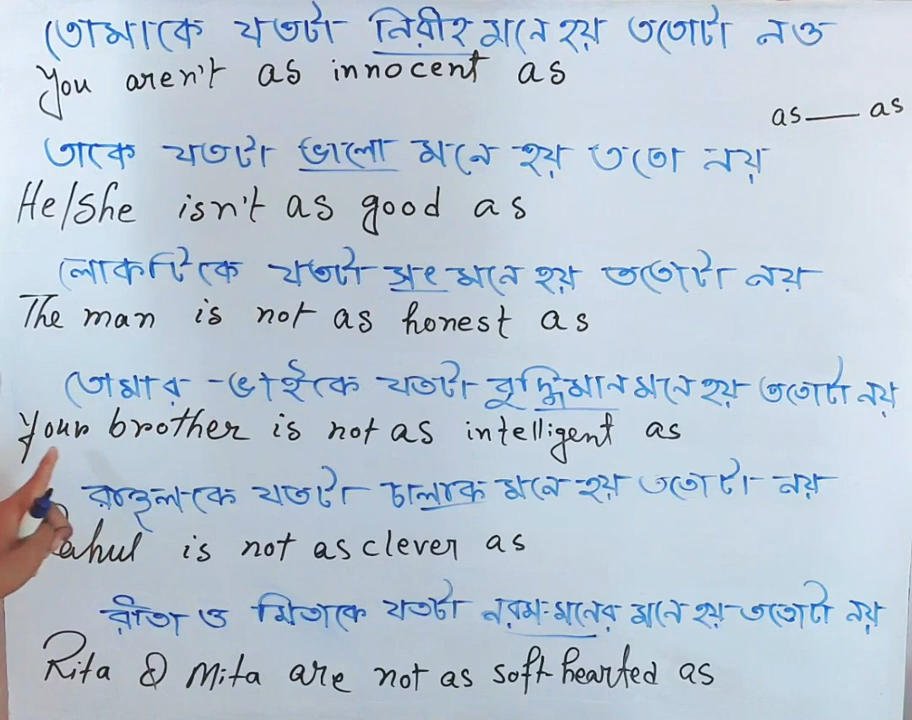 তোমাকে যতটা নিরীহ মনে হয় ততোটা নও
You aren't as innocent as
as — as
তাকে যতটা ভালো মনে হয় ততো নয়
He/She isn't as good as
লোকটিকে যতটা সৎ মনে হয় ততোটা নয়
The man is not as honest as
তোমার ভাইকে যতটা বুদ্ধিমান মনে হয় ততোটা নয়
Your brother is not as intelligent as
রাহুলকে যতটা চালাক মনে হয় ততোটা নয়
Rahul is not as clever as
রীতা ও মিতাকে যতটা নরম মনের মনে হয় ততোটা নয়
Rita & Mita are not as soft hearted as